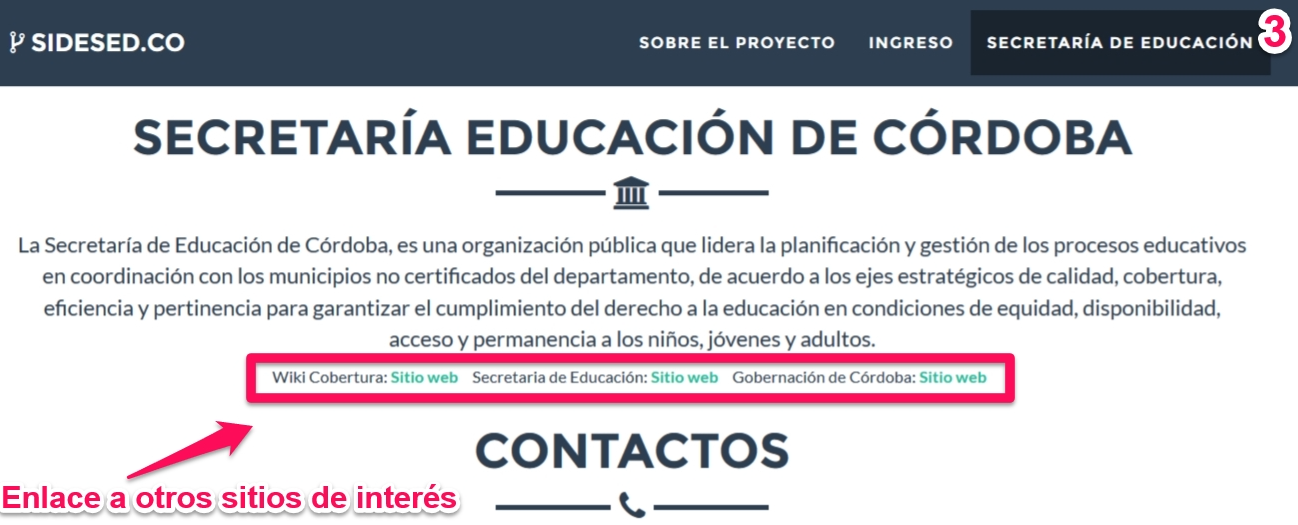 SIDESED.CO
SOBRE EL PROYECTO INGRESO SECRETARÍA DE EDUCACIÓN 3
SECRETARÍA EDUCACIÓN DE CÓRDOBA
La Secretaría de Educación de Córdoba, es una organización pública que lidera la planificación y gestión de los procesos educativos
en coordinación con los municipios no certificados del departamento, de acuerdo a los ejes estratégicos de calidad, cobertura,
eficiencia y pertinencia para garantizar el cumplimiento del derecho a la educación en condiciones de equidad, disponibilidad,
acceso y permanencia a los niños, jóvenes y adultos.
Wiki Cobertura: Sitio web Secretaria de Educación: Sitio web Gobernación de Córdoba: Sitio web
CONTACTOS
Enlace a otros sitios de interés